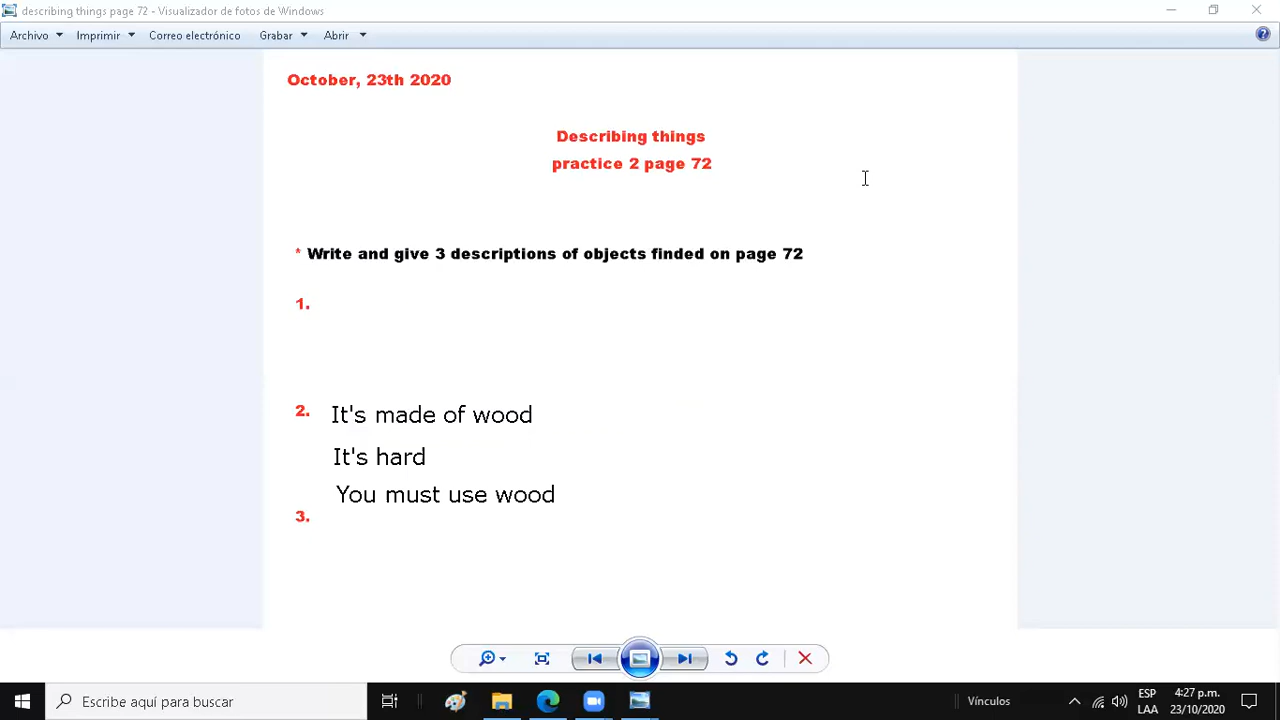 describing things page 72 - Visualizador de fotos de Windows
Archivo Imprimir Correo electrónico Grabar Abrir
October, 23th 2020
Describing things
practice 2 page 72
* Write and give 3 descriptions of objects finded on page 72
1.
2. It's made of wood
It's hard
You must use wood
3.
Escribe aquí para buscar
Vínculos
ESP
LAA
4:27 p.m.
23/10/2020